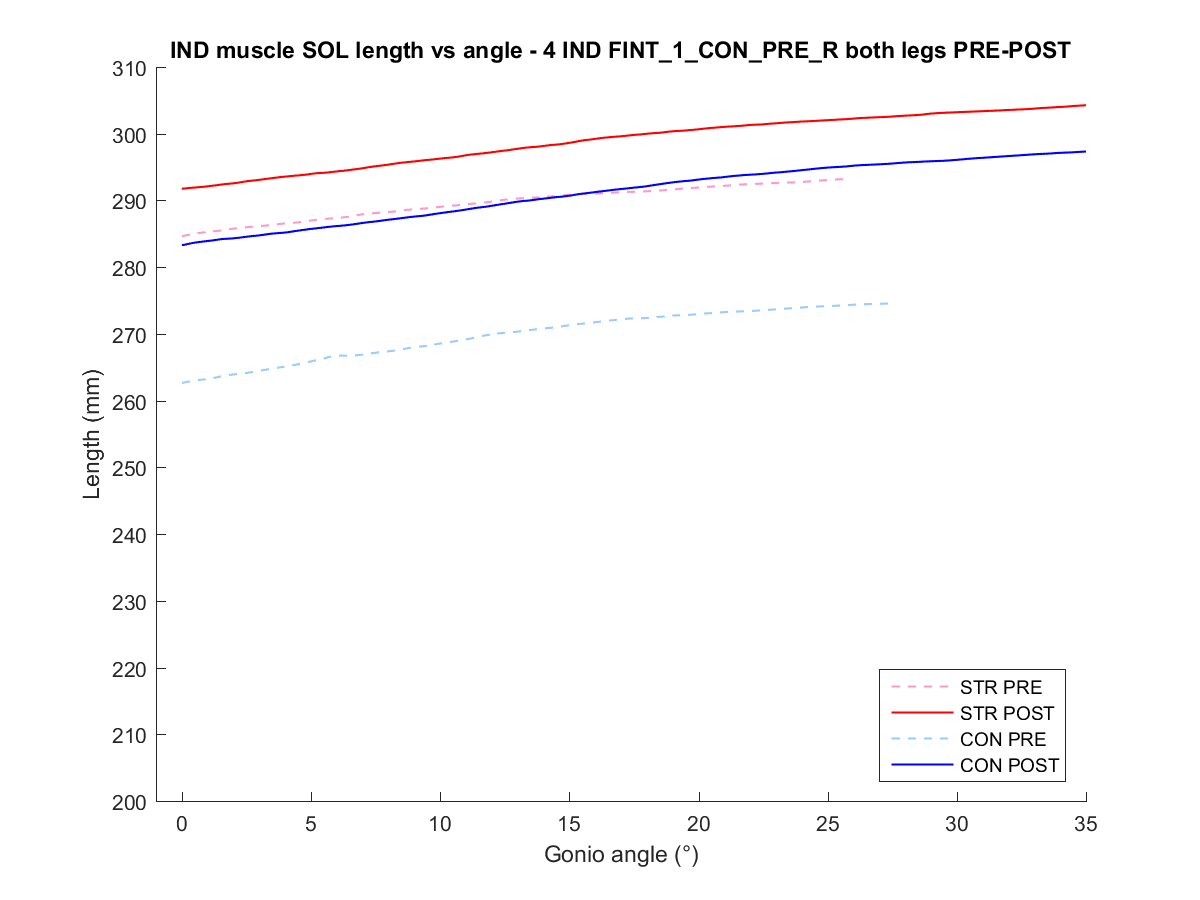 IND muscle SOL length vs angle - 4 IND FINT_1_CON_PRE_R both legs PRE-POST
310
300
290
280
270
260
250
240
230
220
210
200
Length (mm)
0 5 10 15 20 25 30 35
Gonio angle (°)
STR PRE
STR POST
CON PRE
CON POST